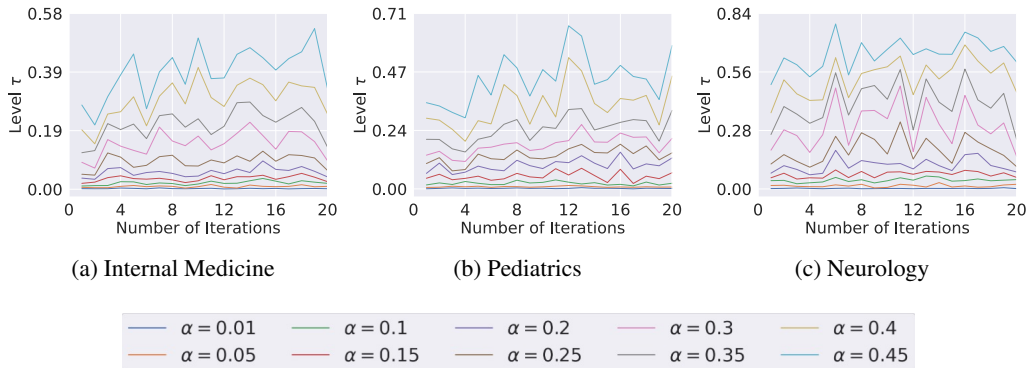 0.58 0.71 0.84
Level τ 0.39 Level τ 0.47 Level τ 0.56
0.19 0.24 0.28
0.00 0.00 0.00
0 4 8 12 16 20 0 4 8 12 16 20 0 4 8 12 16 20
Number of Iterations Number of Iterations Number of Iterations
(a) Internal Medicine (b) Pediatrics (c) Neurology
α = 0.01 α = 0.1 α = 0.2 α = 0.3 α = 0.4
α = 0.05 α = 0.15 α = 0.25 α = 0.35 α = 0.45